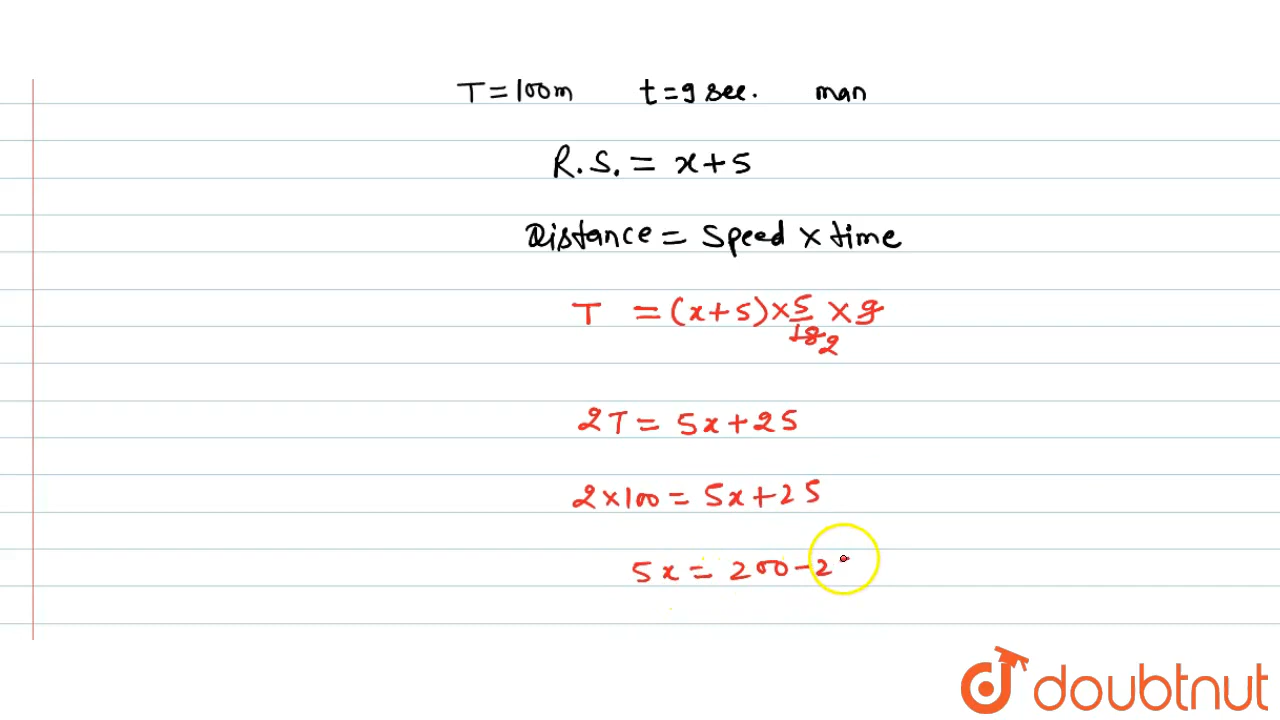 T=100m t=9 sec. man
R.S. = x+5
Distance = Speed × time
T = (x+5)×5/18 2 × 9
2T = 5x+25
2×100 = 5x+25
5x = 200-2
doubtnut